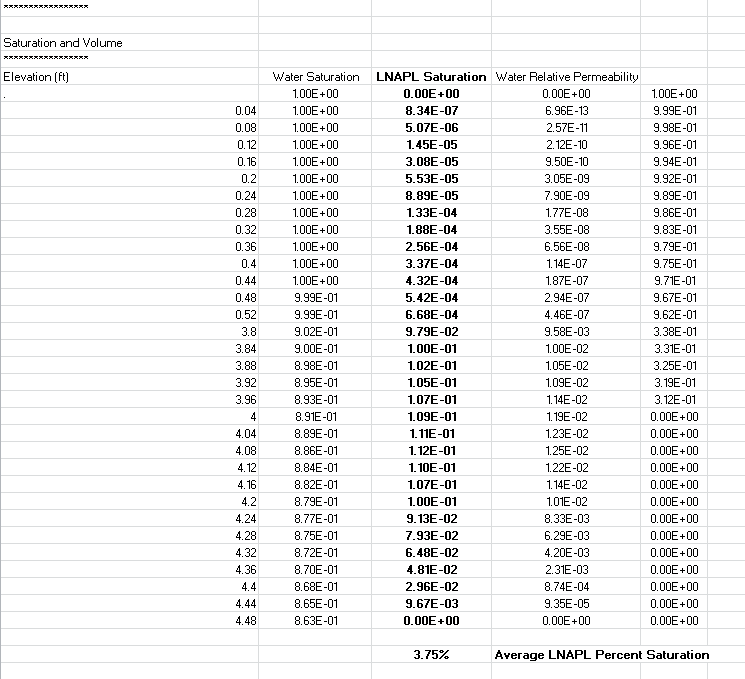 *****************
Saturation and Volume
*****************
Elevation (ft) Water Saturation LNAPL Saturation Water Relative Permeability
. 1.00E+00 0.00E+00 0.00E+00 1.00E+00
0.04 1.00E+00 8.34E-07 6.96E-13 9.99E-01
0.08 1.00E+00 5.07E-06 2.57E-11 9.98E-01
0.12 1.00E+00 1.45E-05 2.12E-10 9.96E-01
0.16 1.00E+00 3.08E-05 9.50E-10 9.94E-01
0.2 1.00E+00 5.53E-05 3.05E-09 9.92E-01
0.24 1.00E+00 8.89E-05 7.90E-09 9.89E-01
0.28 1.00E+00 1.33E-04 1.77E-08 9.86E-01
0.32 1.00E+00 1.88E-04 3.55E-08 9.83E-01
0.36 1.00E+00 2.56E-04 6.56E-08 9.79E-01
0.4 1.00E+00 3.37E-04 1.14E-07 9.75E-01
0.44 1.00E+00 4.32E-04 1.87E-07 9.71E-01
0.48 9.99E-01 5.42E-04 2.94E-07 9.67E-01
0.52 9.99E-01 6.68E-04 4.46E-07 9.62E-01
3.8 9.02E-01 9.79E-02 9.58E-03 3.38E-01
3.84 9.00E-01 1.00E-01 1.00E-02 3.31E-01
3.88 8.98E-01 1.02E-01 1.05E-02 3.25E-01
3.92 8.95E-01 1.05E-01 1.09E-02 3.19E-01
3.96 8.93E-01 1.07E-01 1.14E-02 3.12E-01
4 8.91E-01 1.09E-01 1.19E-02 0.00E+00
4.04 8.89E-01 1.11E-01 1.23E-02 0.00E+00
4.08 8.86E-01 1.12E-01 1.25E-02 0.00E+00
4.12 8.84E-01 1.10E-01 1.22E-02 0.00E+00
4.16 8.82E-01 1.07E-01 1.14E-02 0.00E+00
4.2 8.79E-01 1.00E-01 1.01E-02 0.00E+00
4.24 8.77E-01 9.13E-02 8.33E-03 0.00E+00
4.28 8.75E-01 7.93E-02 6.29E-03 0.00E+00
4.32 8.72E-01 6.48E-02 4.20E-03 0.00E+00
4.36 8.70E-01 4.81E-02 2.31E-03 0.00E+00
4.4 8.68E-01 2.96E-02 8.74E-04 0.00E+00
4.44 8.65E-01 9.67E-03 9.35E-05 0.00E+00
4.48 8.63E-01 0.00E+00 0.00E+00 0.00E+00
3.75% Average LNAPL Percent Saturation